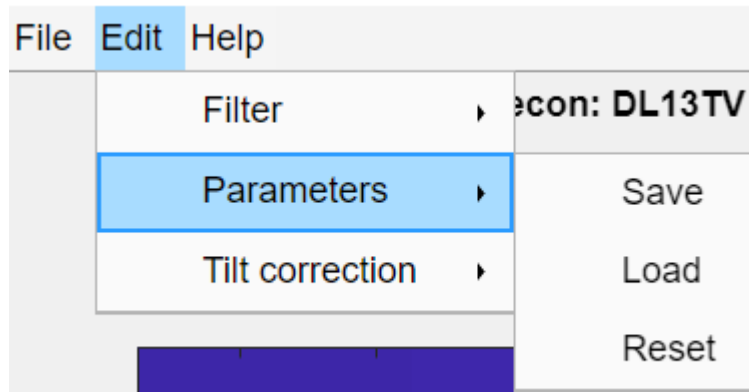 File Edit Help
Filter
econ: DL13TV
Parameters
Save
Tilt correction
Load
Reset